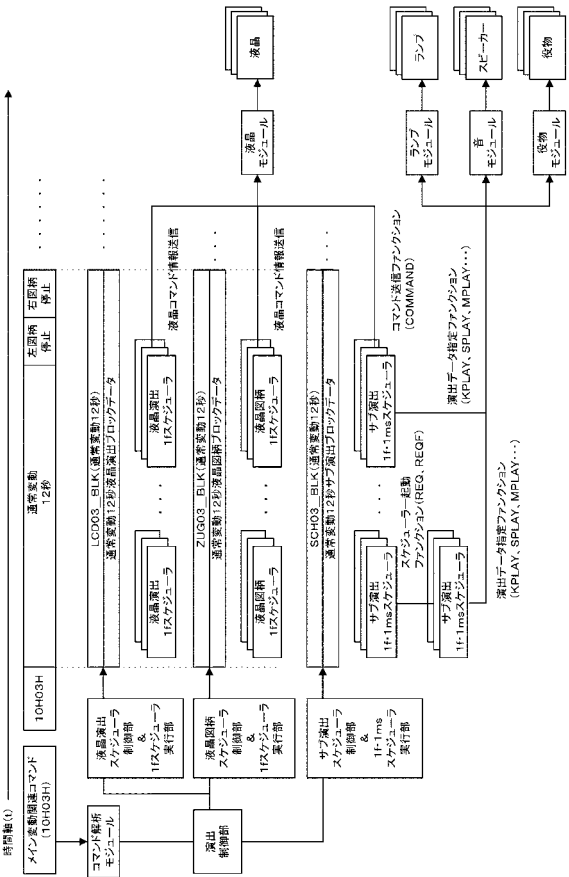 時間軸(t)
メイン変動関連コマンド
(10H03H)
10H03H
通常変動
12秒
左図柄
停止
右図柄
停止
・・・・
コマンド解析
モジュール
演出
制御部
液晶演出
スケジューラ
制御部
&
1fスケジューラ
実行部
LCD03_BLK(通常変動12秒)
通常変動12秒液晶演出ブロックデータ
・・・・
液晶演出
1fスケジューラ
・・・
液晶演出
1fスケジューラ
液晶コマンド情報送信
液晶図柄
スケジューラ
制御部
&
1fスケジューラ
実行部
ZUG03_BLK(通常変動12秒)
通常変動12秒液晶図柄ブロックデータ
・・・
液晶図柄
1fスケジューラ
・・・
液晶図柄
1fスケジューラ
液晶コマンド情報送信
液晶
モジュール
液晶
サブ演出
スケジューラ
制御部
&
1f・1ms
スケジューラ
実行部
SCH03_BLK(通常変動12秒)
通常変動12秒サブ演出ブロックデータ
・・・
サブ演出
1f・1msスケジューラ
・・・
サブ演出
1f・1msスケジューラ
コマンド送信ファンクション
(COMMAND)
スケジューラー起動
ファンクション(REQ、REQF)
サブ演出
1f・1msスケジューラ
演出データ指定ファンクション
(KPLAY、SPLAY、MPLAY・・・)
演出データ指定ファンクション
(KPLAY、SPLAY、MPLAY・・・)
ランプ
モジュール
ランプ
音
モジュール
スピーカー
役物
モジュール
役物